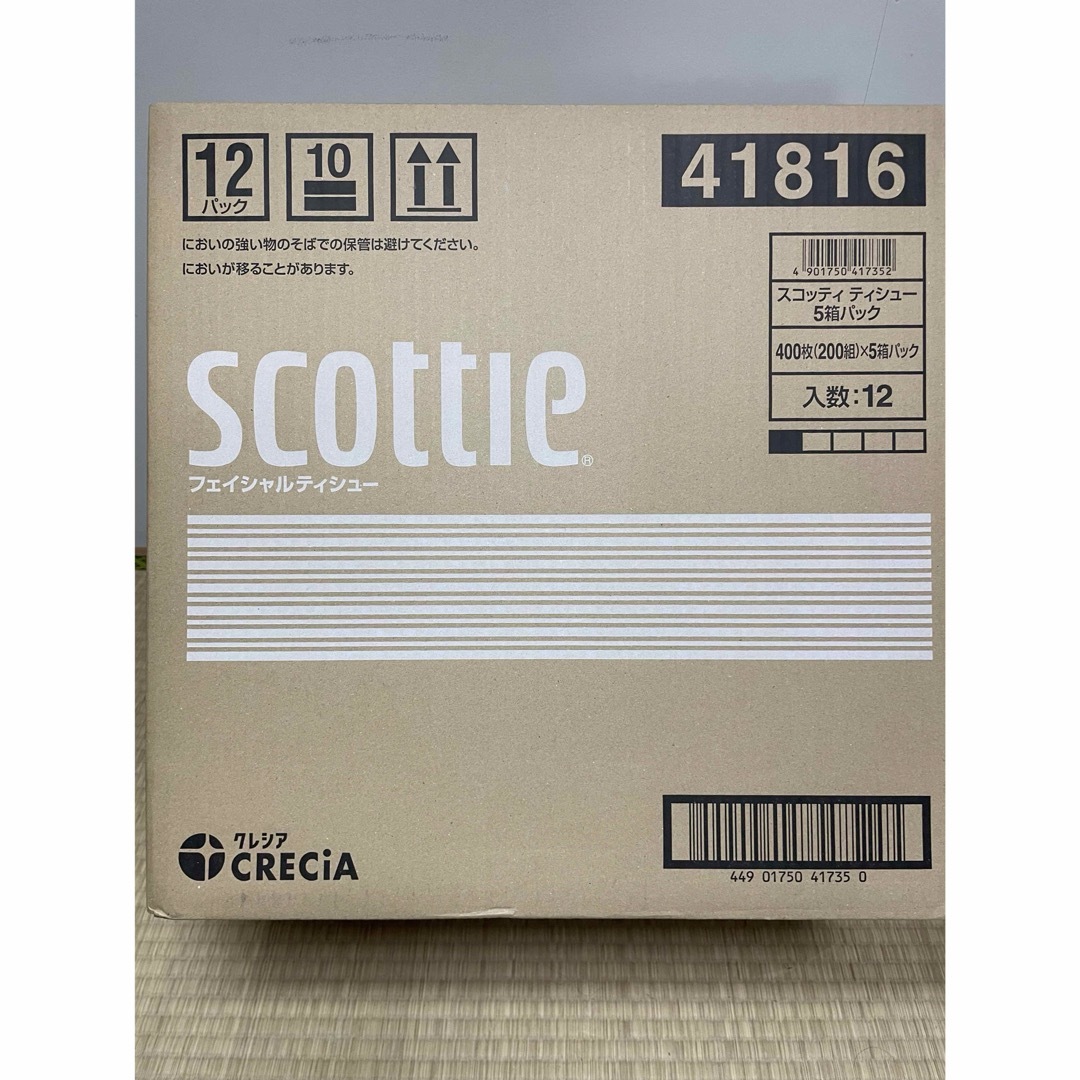 12
パック
10
41816
においの強い物のそばでの保管は避けてください。
においが移ることがあります。
4 901750 417352
スコッティ ティシュー
5箱パック
400枚(200組)×5箱パック
入数:12
scottie®
フェイシャルティシュー
クレシア
CRECiA
449 01750 41735 0